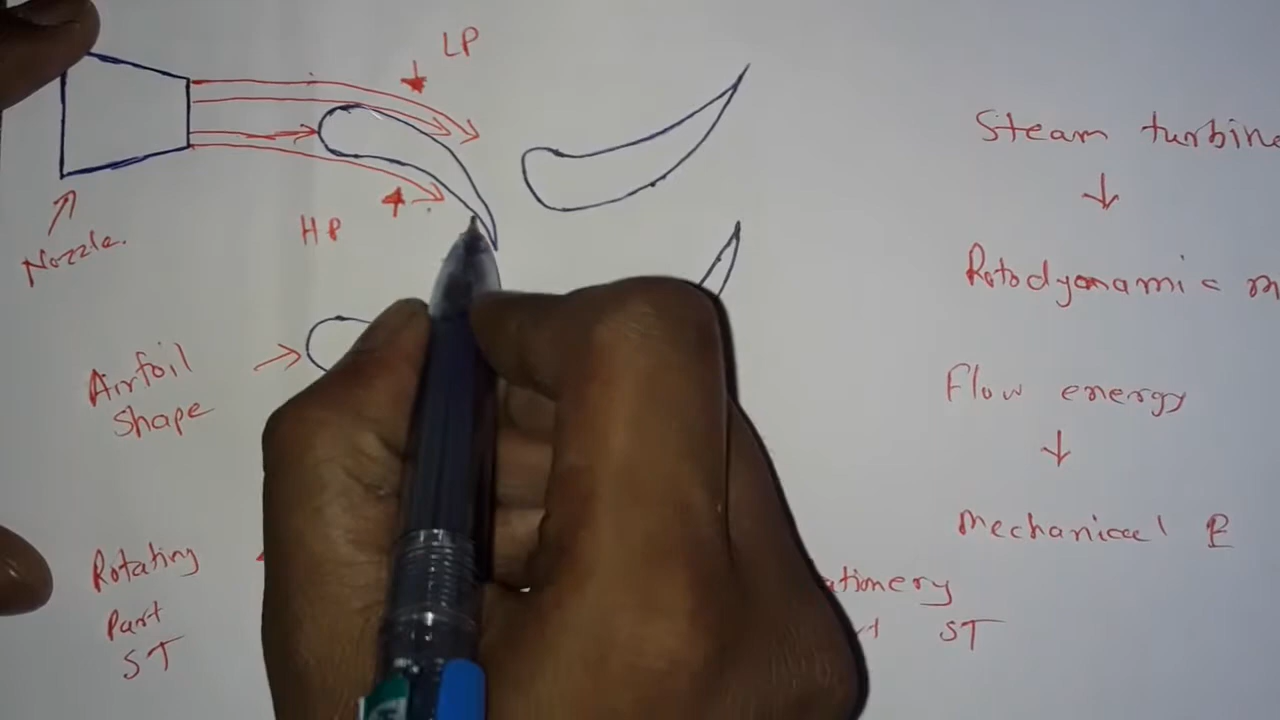 LP
HP
Nozzle.
Airfoil
Shape
Rotating
Part
ST
Steam turbine
Rotodynamic m
Flow energy
Mechanical E
ationery
ST